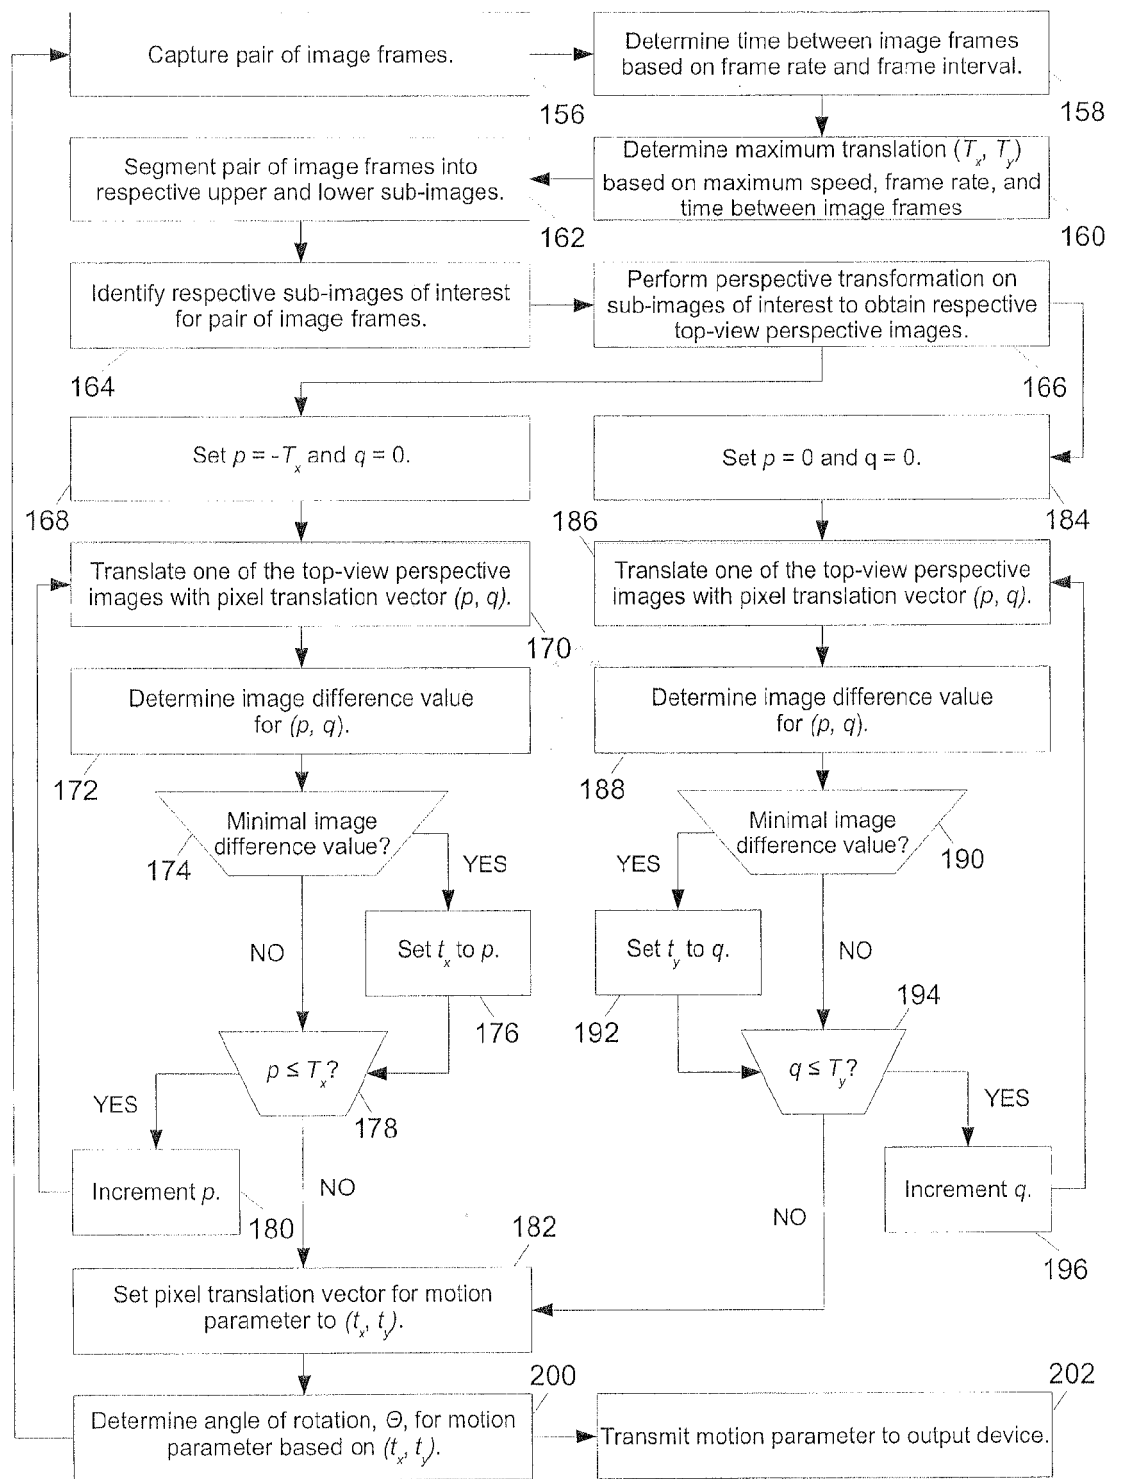 Capture pair of image frames.
156
Determine time between image frames
based on frame rate and frame interval.
158
Segment pair of image frames into
respective upper and lower sub-images.
162
Determine maximum translation (Tx, Ty)
based on maximum speed, frame rate, and
time between image frames
160
Identify respective sub-images of interest
for pair of image frames.
164
Perform perspective transformation on
sub-images of interest to obtain respective
top-view perspective images.
166
Set p = -Tx and q = 0.
168
Set p = 0 and q = 0.
184
186
Translate one of the top-view perspective
images with pixel translation vector (p, q).
170
Translate one of the top-view perspective
images with pixel translation vector (p, q).
Determine image difference value
for (p, q).
172
Determine image difference value
for (p, q).
188
Minimal image
difference value?
174
YES
NO
Minimal image
difference value?
190
YES
NO
Set tx to p.
176
Set ty to q.
192
194
p ≤ Tx?
178
YES
NO
q ≤ Ty?
YES
NO
Increment p.
180
Increment q.
196
182
Set pixel translation vector for motion
parameter to (tx, ty).
200
Determine angle of rotation, Θ, for motion
parameter based on (tx, ty).
202
Transmit motion parameter to output device.